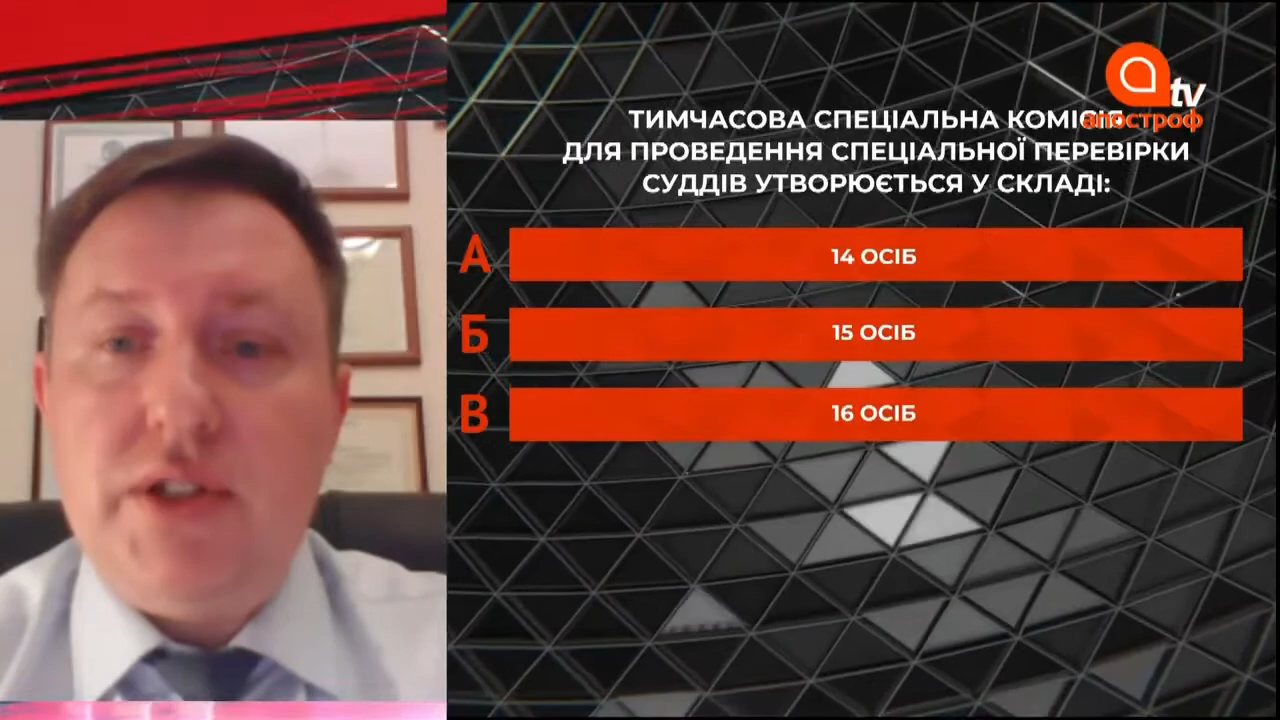 ТИМЧАСОВА СПЕЦІАЛЬНА КОМІСІЯ
ДЛЯ ПРОВЕДЕННЯ СПЕЦІАЛЬНОЇ ПЕРЕВІРКИ
СУДДІВ УТВОРЮЄТЬСЯ У СКЛАДІ:
tv
апостроф
А 14 ОСІБ
Б 15 ОСІБ
В 16 ОСІБ